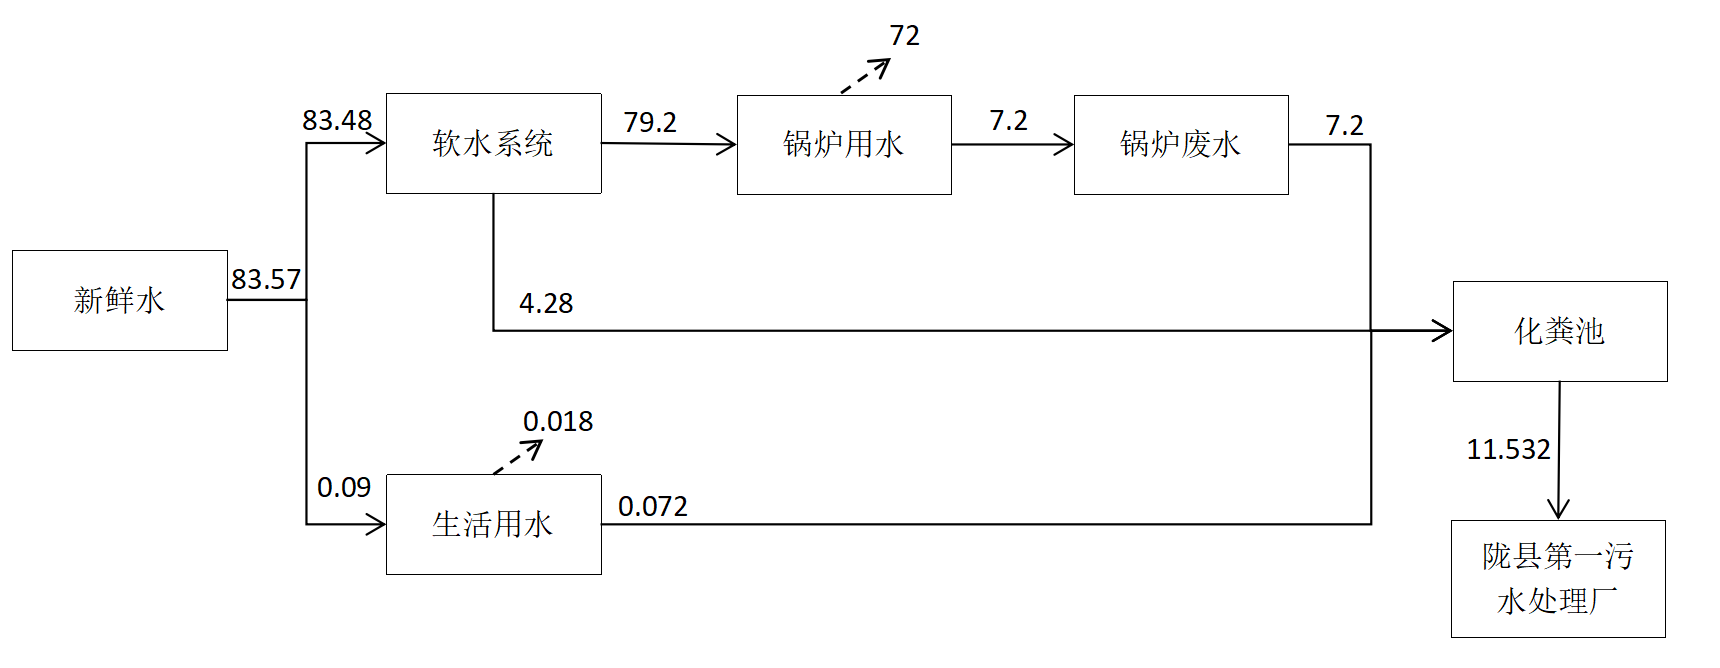 72
83.48
软水系统
79.2
锅炉用水
7.2
锅炉废水
7.2
新鲜水
83.57
4.28
化粪池
0.018
0.09
生活用水
0.072
11.532
陇县第一污
水处理厂